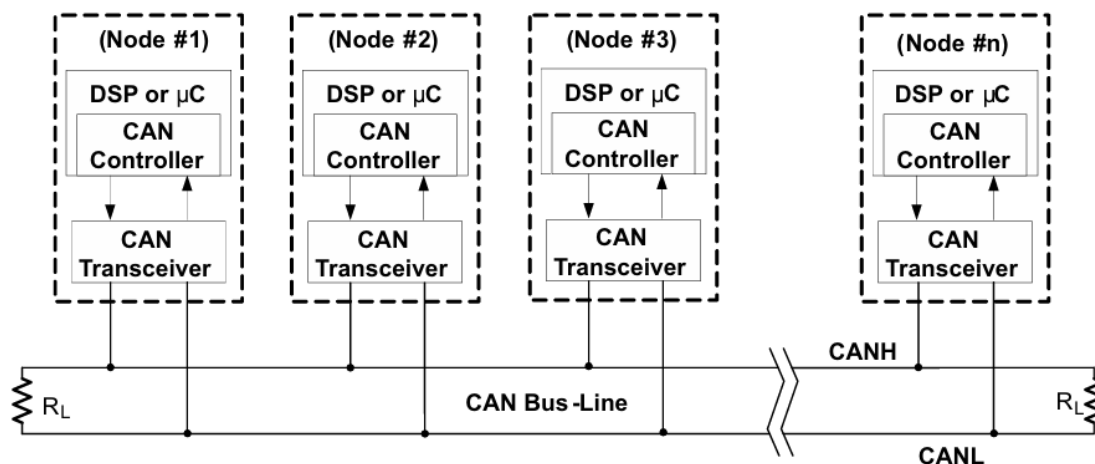 (Node #1)
DSP or µC
CAN
Controller
CAN
Transceiver
(Node #2)
DSP or µC
CAN
Controller
CAN
Transceiver
(Node #3)
DSP or µC
CAN
Controller
CAN
Transceiver
(Node #n)
DSP or µC
CAN
Controller
CAN
Transceiver
CANH
RL
CAN Bus-Line
RL
CANL